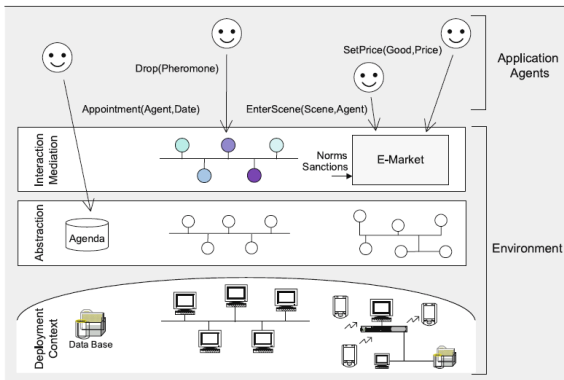 SetPrice(Good,Price)
Drop(Pheromone)
Application
Agents
Appointment(Agent,Date)
EnterScene(Scene,Agent)
Interaction
Mediation
Norms
Sanctions
E-Market
Abstraction
Agenda
Environment
Deployment
Context
Data Base